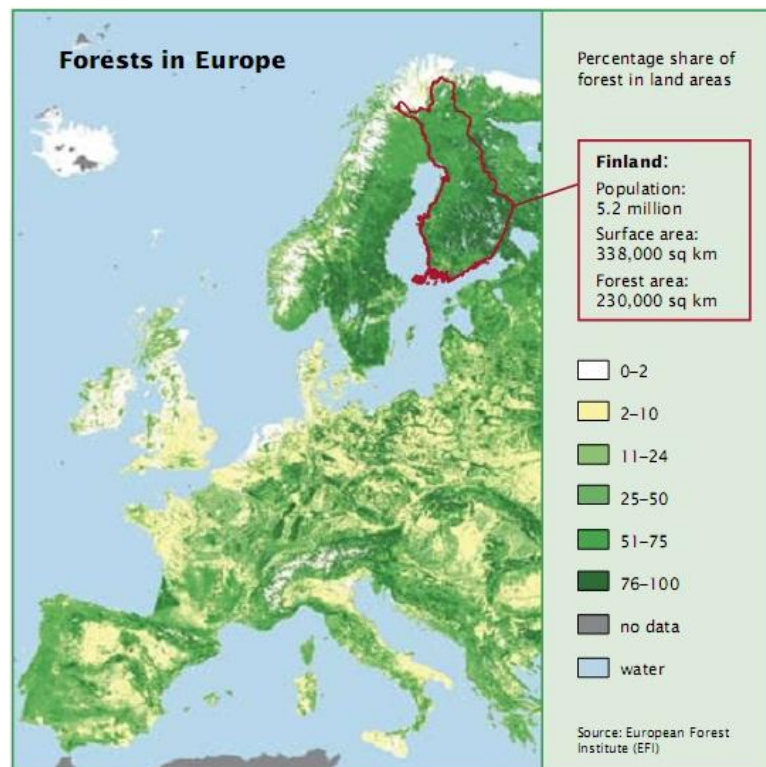 Forests in Europe
Percentage share of
forest in land areas
Finland:
Population:
5.2 million
Surface area:
338,000 sq km
Forest area:
230,000 sq km
0–2
2–10
11–24
25–50
51–75
76–100
no data
water
Source: European Forest
Institute (EFI)